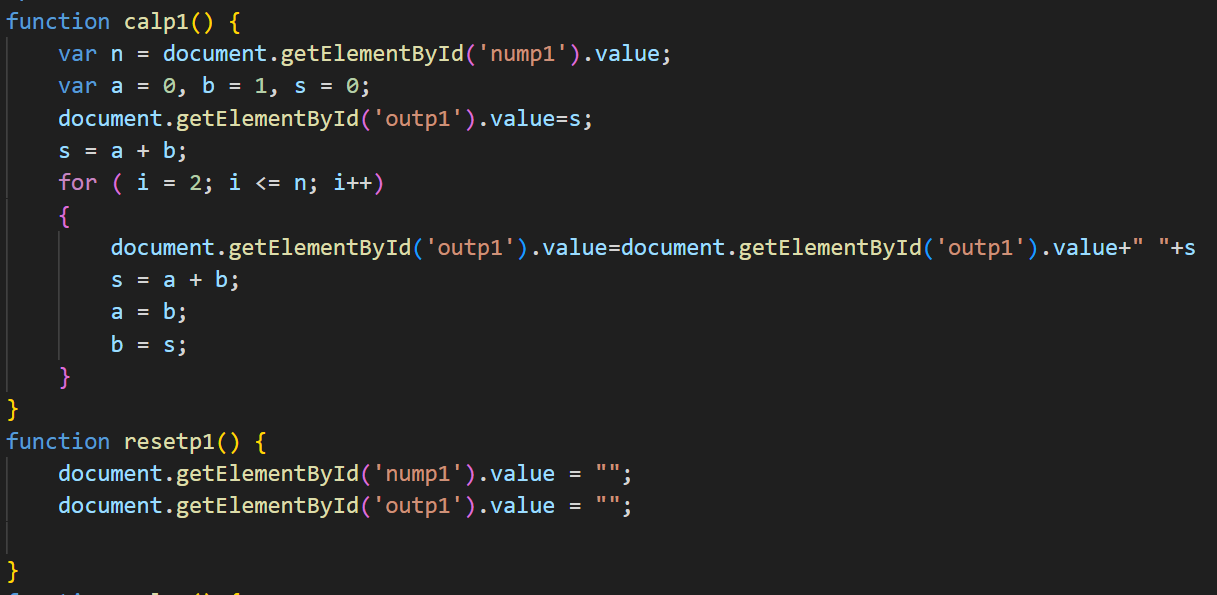 function calp1() {
    var n = document.getElementById('nump1').value;
    var a = 0, b = 1, s = 0;
    document.getElementById('outp1').value=s;
    s = a + b;
    for ( i = 2; i <= n; i++)
    {
        document.getElementById('outp1').value=document.getElementById('outp1').value+" "+s
        s = a + b;
        a = b;
        b = s;
    }
}
function resetp1() {
    document.getElementById('nump1').value = "";
    document.getElementById('outp1').value = "";

}